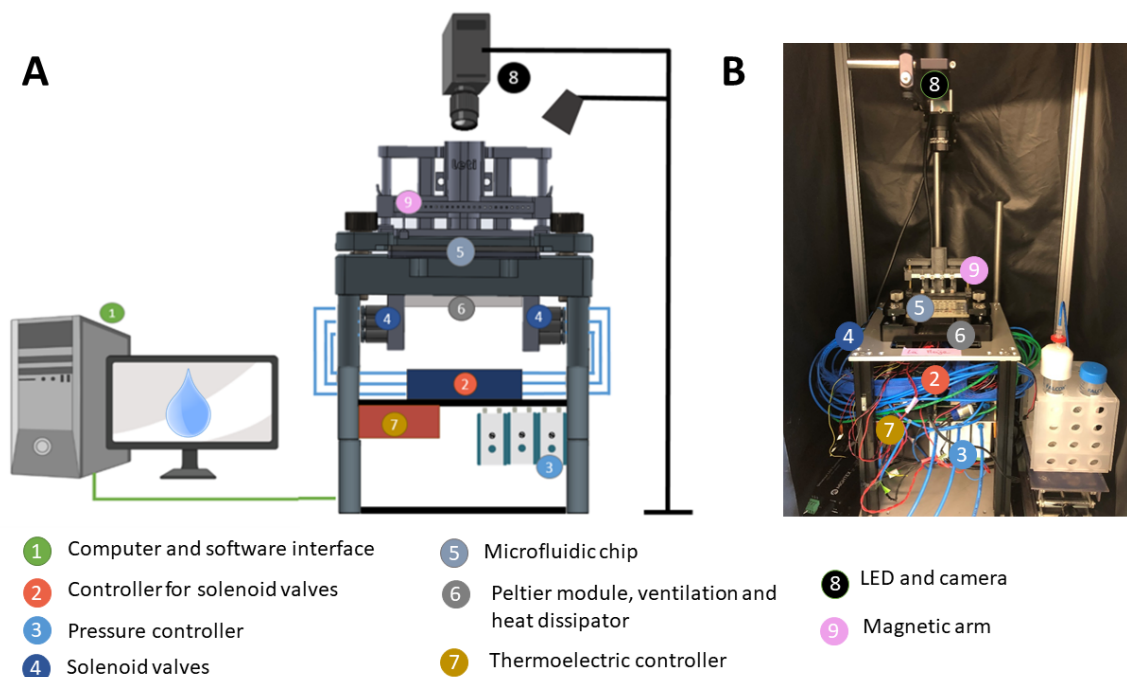 A
B
8
8
9
9
5
5
6
4
4
6
4
1
2
2
7
7
3
3
1 Computer and software interface
2 Controller for solenoid valves
3 Pressure controller
4 Solenoid valves
5 Microfluidic chip
6 Peltier module, ventilation and
heat dissipator
7 Thermoelectric controller
8 LED and camera
9 Magnetic arm